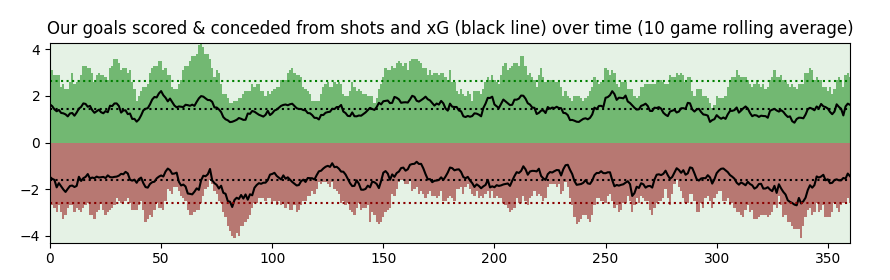 Our goals scored & conceded from shots and xG (black line) over time (10 game rolling average)
4
2
0
−2
−4
0 50 100 150 200 250 300 350